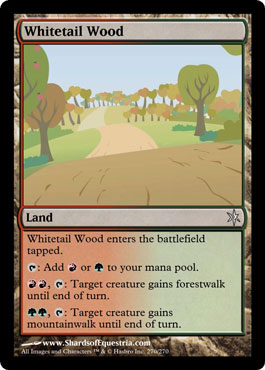 Whitetail Wood
Land
Whitetail Wood enters the battlefield
tapped.
: Add or to your mana pool.
, : Target creature gains forestwalk
until end of turn.
, : Target creature gains
mountainwalk until end of turn.
www.ShardsofEquestria.com
All Images and Characters ™ & © Hasbro Inc. 270/270